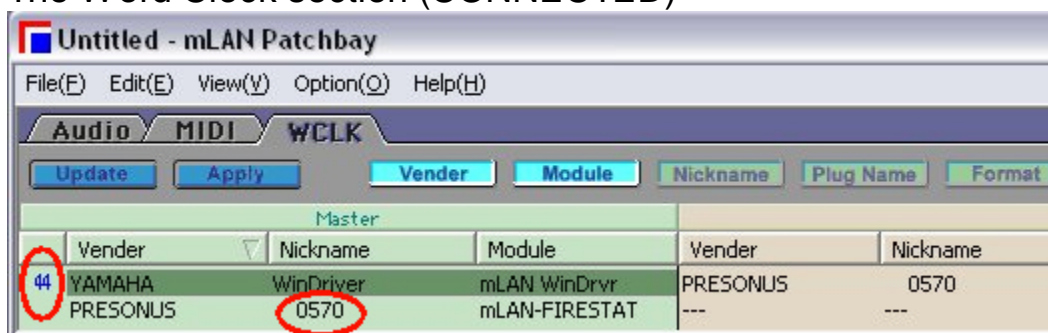 The Word Clock section (CONNECTED)
Untitled - mLAN Patchbay
File(F) Edit(E) View(V) Option(O) Help(H)
Audio MIDI WCLK
Update Apply Vender Module Nickname Plug Name Format
Master
Vender Nickname Module Vender Nickname
44 YAMAHA WinDriver mLAN WinDrvr PRESONUS 0570
PRESONUS 0570 mLAN-FIRESTAT --- ---